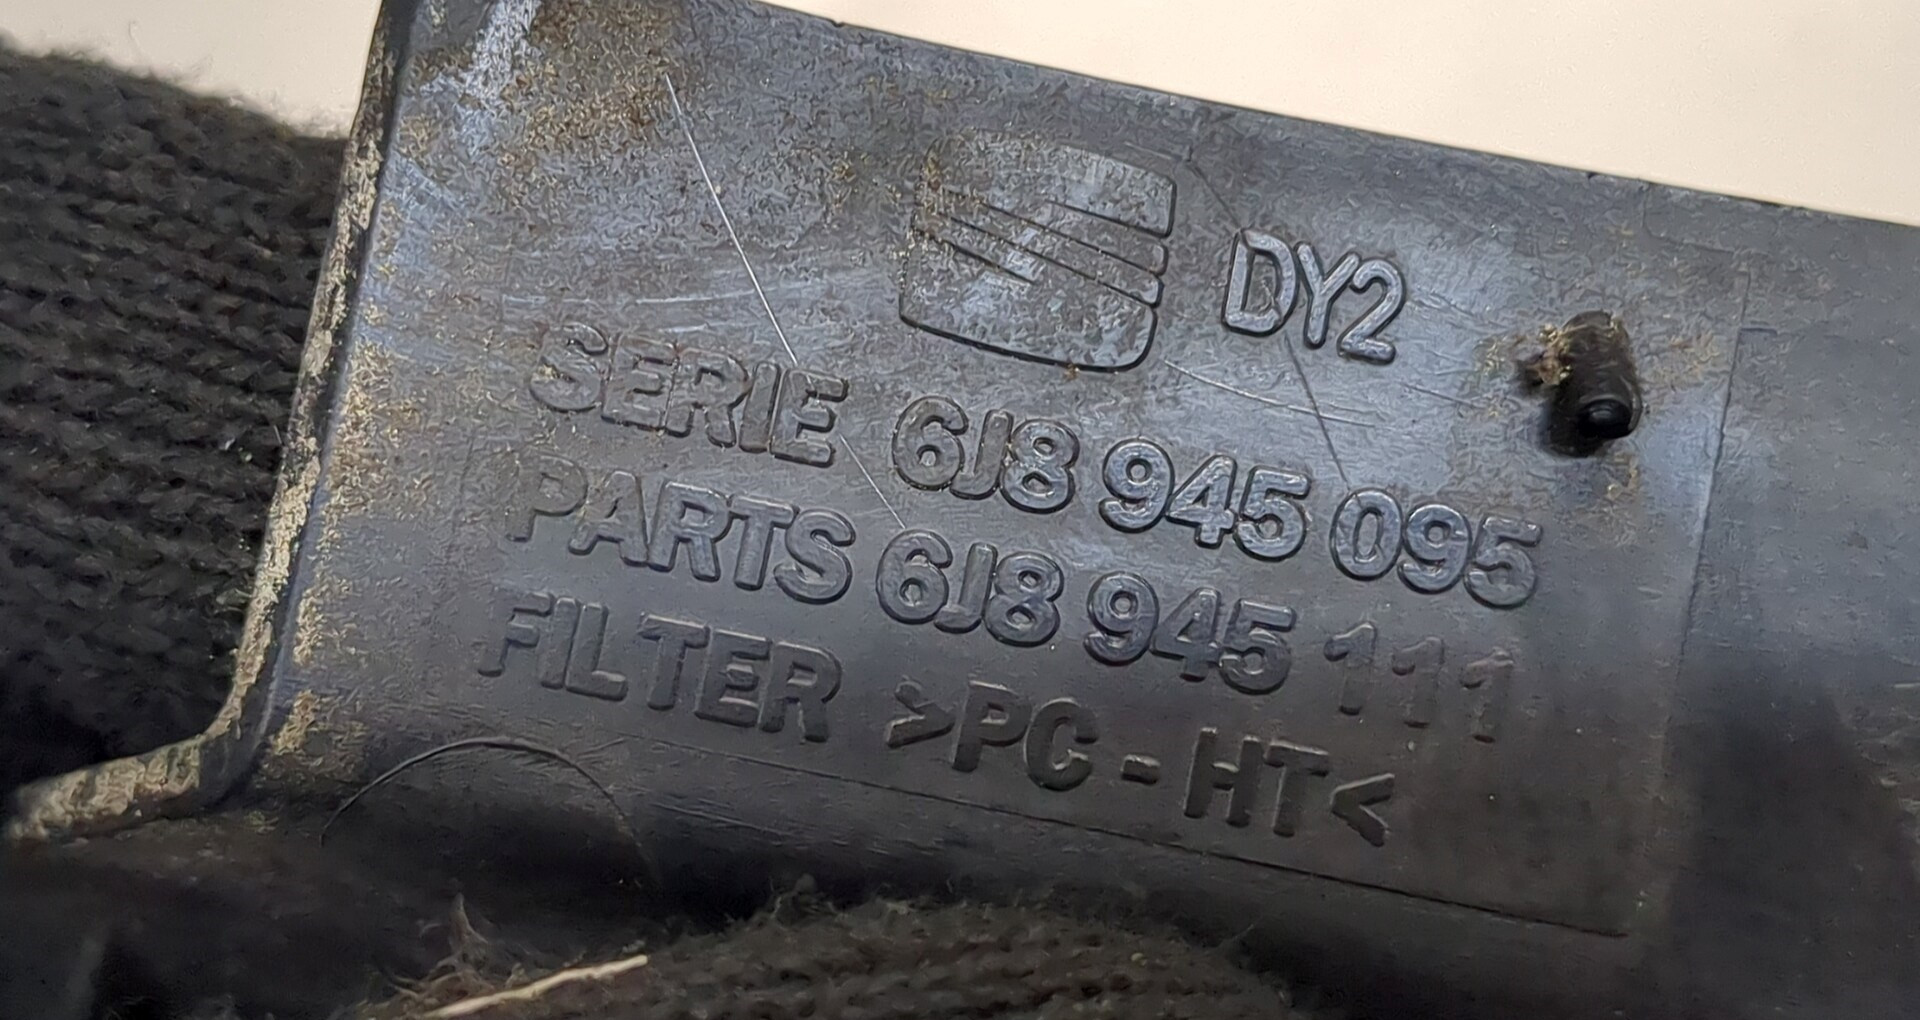 DY2
SERIE 6J8 945 095
PARTS 6J8 945 111
FILTER >PC-HT<